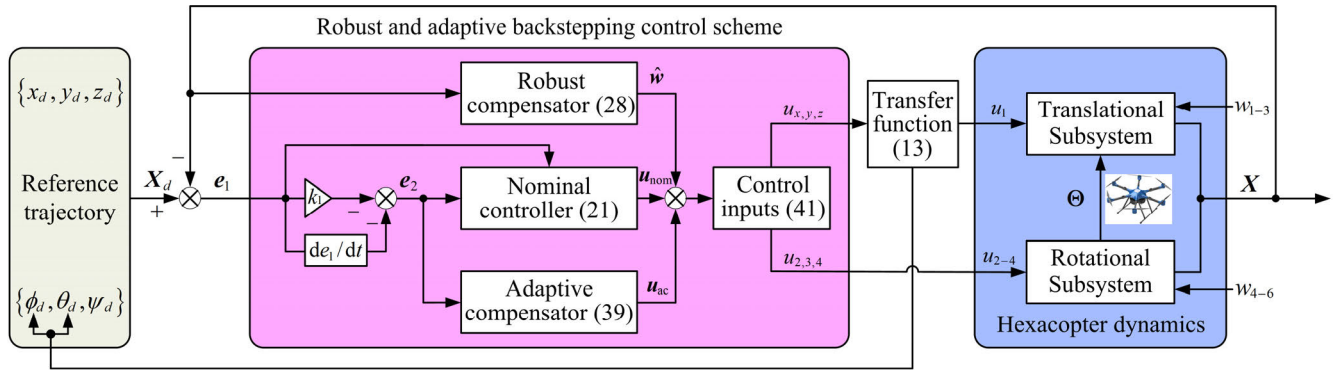 Robust and adaptive backstepping control scheme
{x_d, y_d, z_d}
Reference
trajectory
{ϕ_d, θ_d, ψ_d}
X_d
−
+
e_1
k_1
−
−
de_1/dt
e_2
Robust
compensator (28)
ŵ
Nominal
controller (21)
u_nom
Adaptive
compensator (39)
u_ac
Control
inputs (41)
u_{x,y,z}
u_{2,3,4}
Transfer
function
(13)
u_1
u_{2−4}
Translational
Subsystem
Θ
Rotational
Subsystem
Hexacopter dynamics
w_{1−3}
X
w_{4−6}